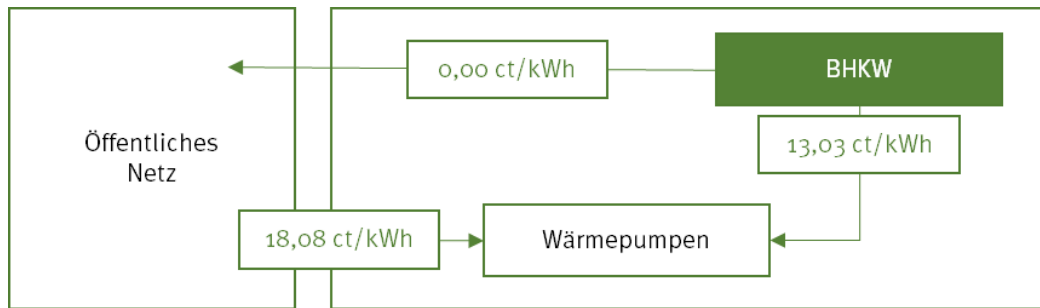 0,00 ct/kWh
BHKW
Öffentliches
Netz
13,03 ct/kWh
18,08 ct/kWh
Wärmepumpen